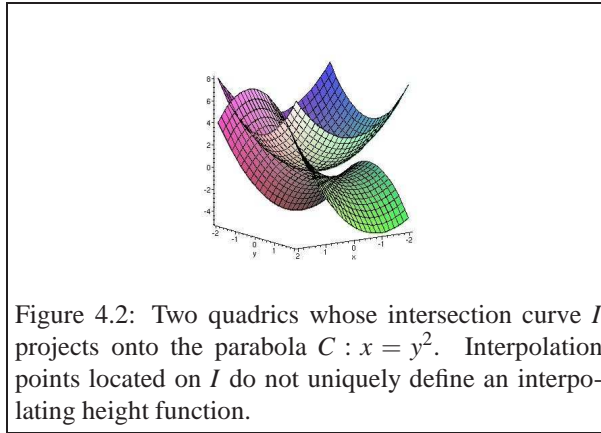 8
6
4
2
0
-2
-4
-2
-1
0
y
1
2
1
0
x
-1
-2
Figure 4.2: Two quadrics whose intersection curve I
projects onto the parabola C : x = y². Interpolation
points located on I do not uniquely define an interpo-
lating height function.